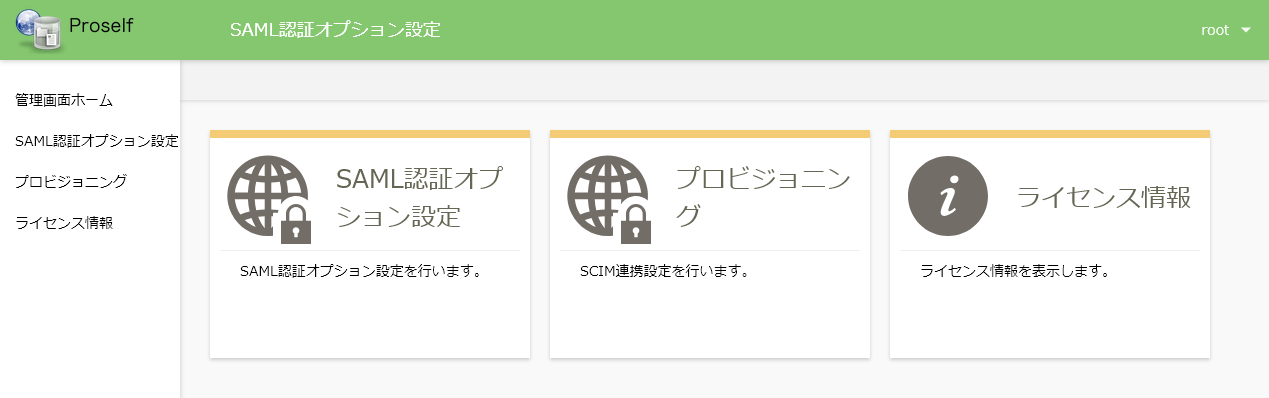 Proself
SAML認証オプション設定
root
管理画面ホーム
SAML認証オプション設定
プロビジョニング
ライセンス情報
SAML認証オプ
ション設定
SAML認証オプション設定を行います。
プロビジョニン
グ
SCIM連携設定を行います。
ライセンス情報
ライセンス情報を表示します。